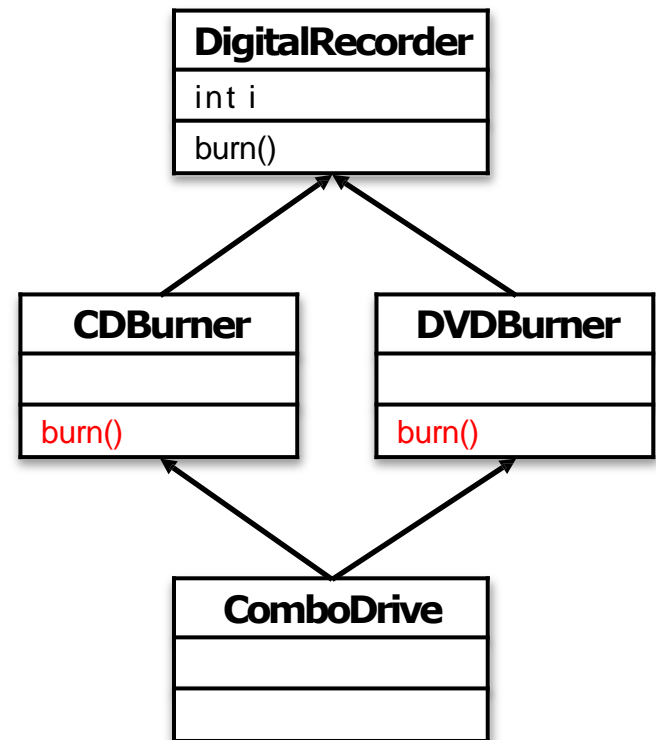 DigitalRecorder
int i
burn()
CDBurner
burn()
DVDBurner
burn()
ComboDrive